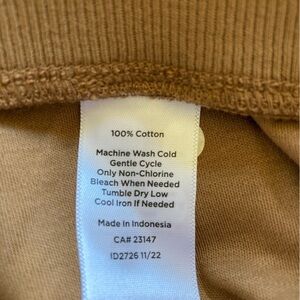 100% Cotton
Machine Wash Cold
Gentle Cycle
Only Non-Chlorine
Bleach When Needed
Tumble Dry Low
Cool Iron If Needed
Made in Indonesia
CA# 23147
ID2726 11/22